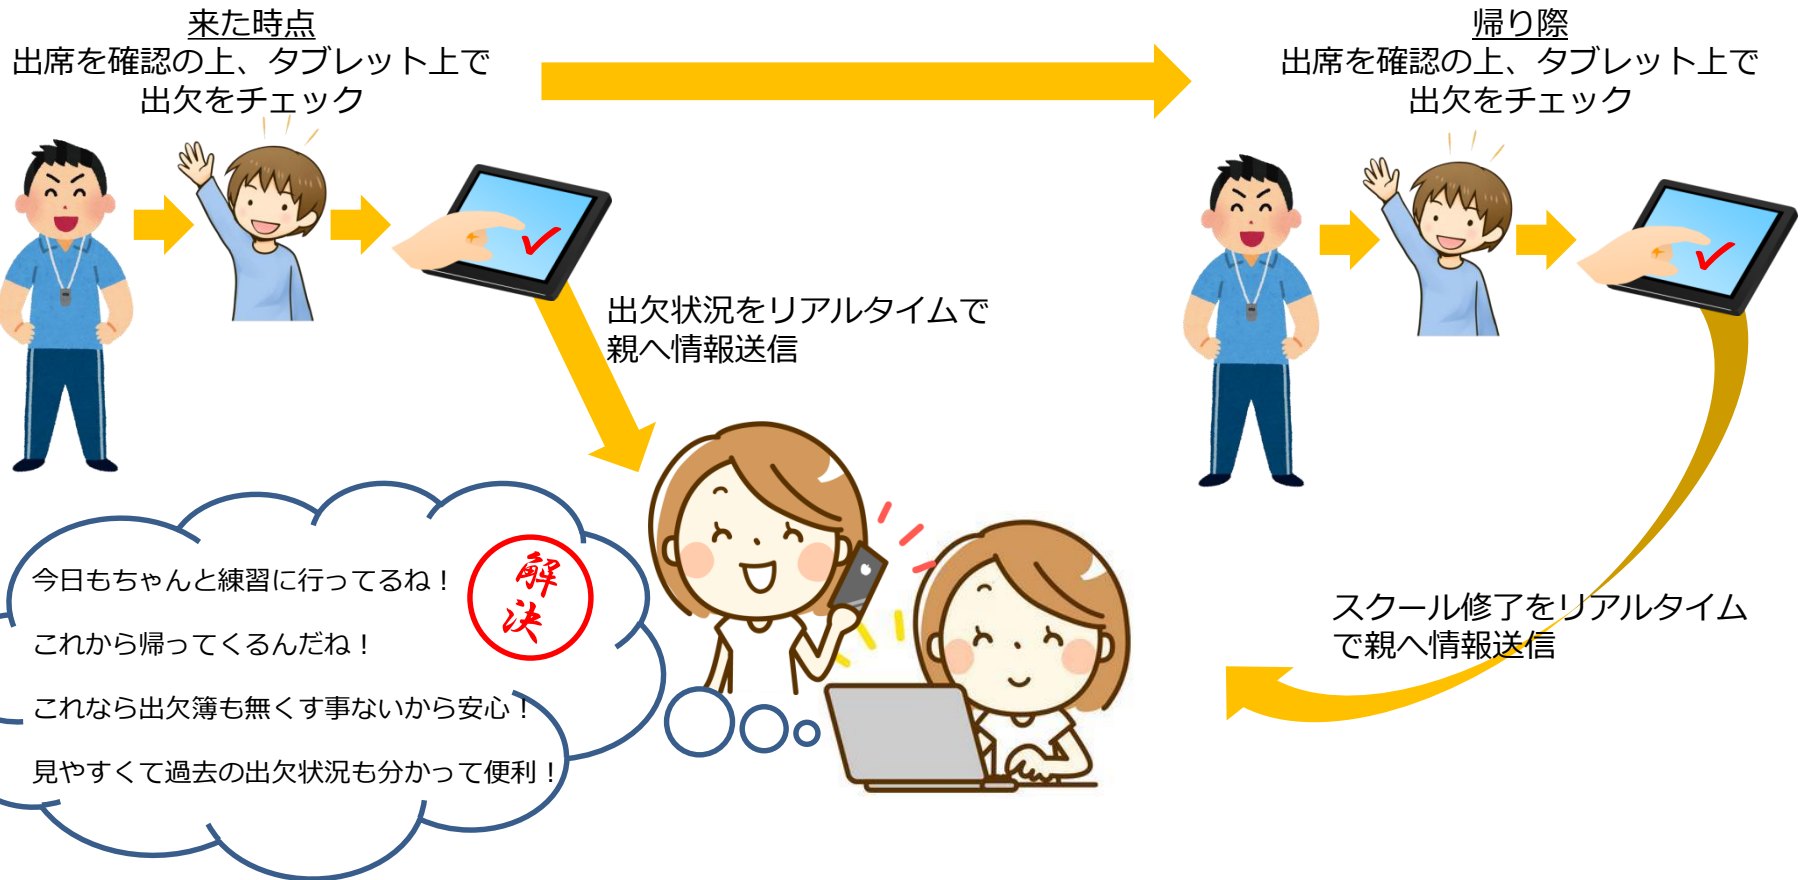 来た時点
出席を確認の上、タブレット上で
出欠をチェック
帰り際
出席を確認の上、タブレット上で
出欠をチェック
出欠状況をリアルタイムで
親へ情報送信
今日もちゃんと練習に行ってるね！
これから帰ってくるんだね！
これなら出欠簿も無くす事ないから安心！
見やすくて過去の出欠状況も分かって便利！
解
決
スクール修了をリアルタイム
で親へ情報送信